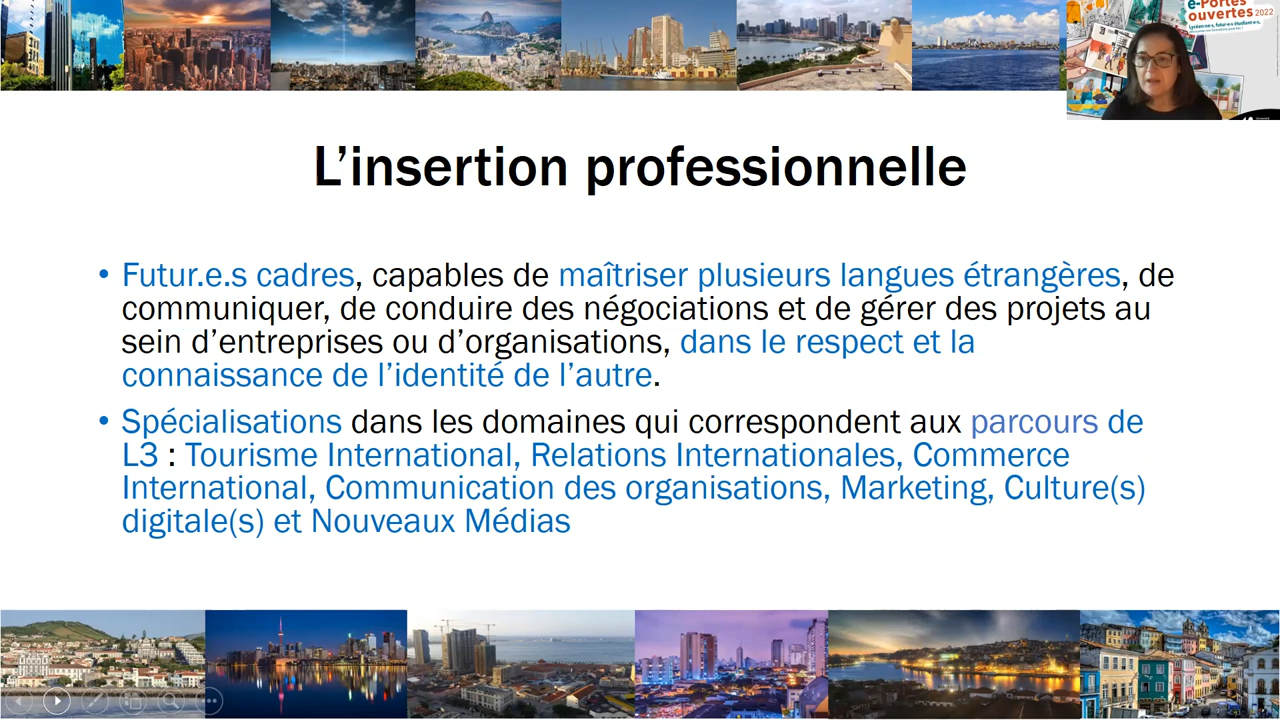 e-Portes
ouvertes 2022
L’insertion professionnelle
• Futur.e.s cadres, capables de maîtriser plusieurs langues étrangères, de
communiquer, de conduire des négociations et de gérer des projets au
sein d’entreprises ou d’organisations, dans le respect et la
connaissance de l’identité de l’autre.
• Spécialisations dans les domaines qui correspondent aux parcours de
L3 : Tourisme International, Relations Internationales, Commerce
International, Communication des organisations, Marketing, Culture(s)
digitale(s) et Nouveaux Médias